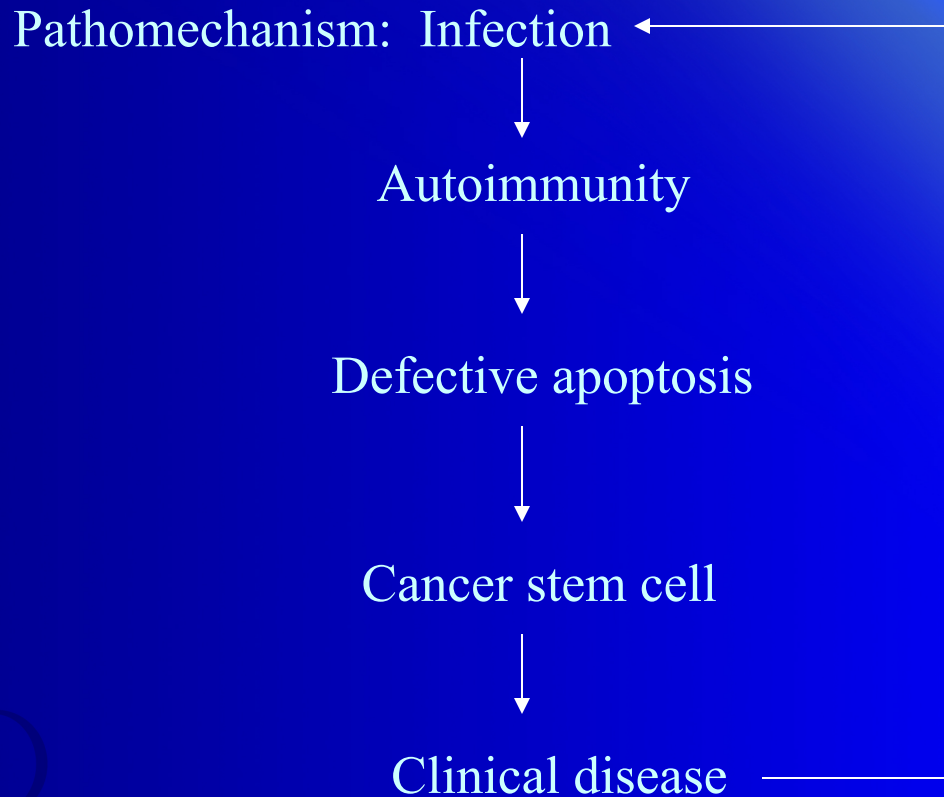 Pathomechanism: Infection
Autoimmunity
Defective apoptosis
Cancer stem cell
Clinical disease